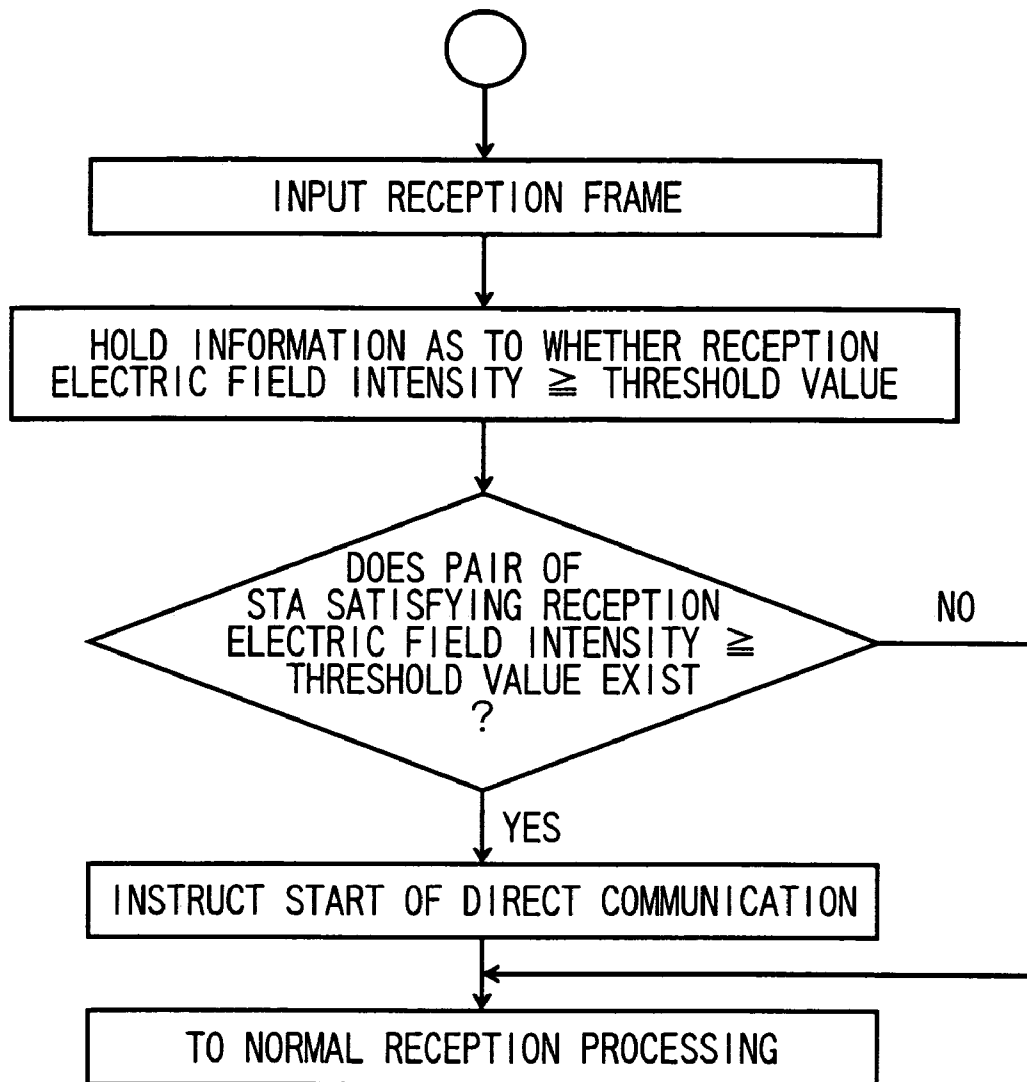 INPUT RECEPTION FRAME
HOLD INFORMATION AS TO WHETHER RECEPTION
ELECTRIC FIELD INTENSITY ≧ THRESHOLD VALUE
DOES PAIR OF
STA SATISFYING RECEPTION
ELECTRIC FIELD INTENSITY ≧
THRESHOLD VALUE EXIST
?
NO
YES
INSTRUCT START OF DIRECT COMMUNICATION
TO NORMAL RECEPTION PROCESSING